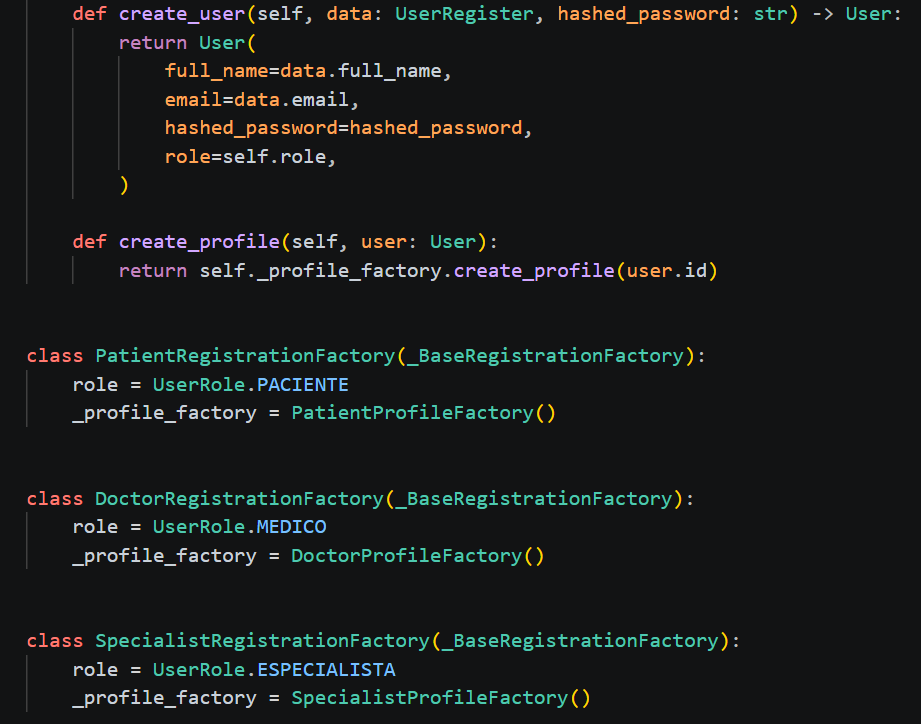 def create_user(self, data: UserRegister, hashed_password: str) -> User:
return User(
full_name=data.full_name,
email=data.email,
hashed_password=hashed_password,
role=self.role,
)
def create_profile(self, user: User):
return self._profile_factory.create_profile(user.id)
class PatientRegistrationFactory(_BaseRegistrationFactory):
role = UserRole.PACIENTE
_profile_factory = PatientProfileFactory()
class DoctorRegistrationFactory(_BaseRegistrationFactory):
role = UserRole.MEDICO
_profile_factory = DoctorProfileFactory()
class SpecialistRegistrationFactory(_BaseRegistrationFactory):
role = UserRole.ESPECIALISTA
_profile_factory = SpecialistProfileFactory()